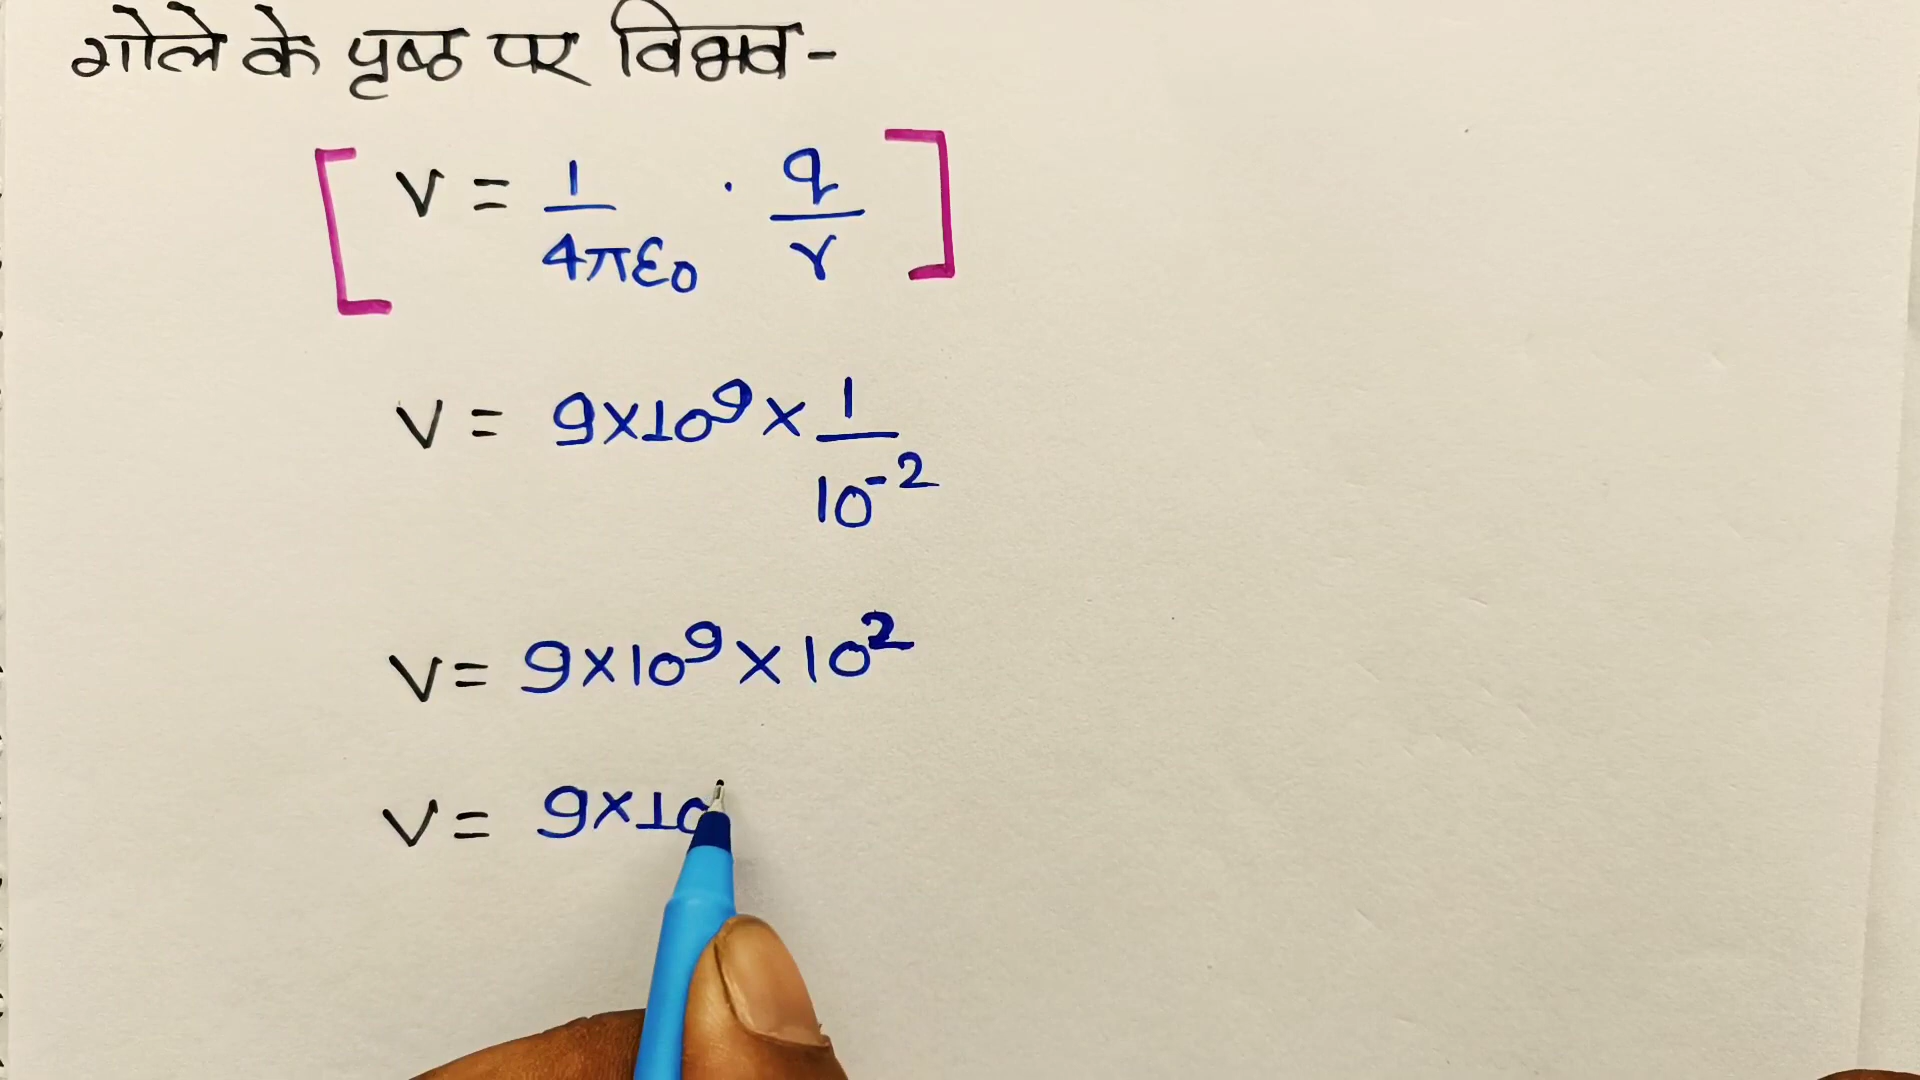 गोले के पृष्ठ पर विभव-
[ V = 1/4πε₀ · q/r ]
V = 9×10⁹ × 1/10⁻²
V = 9×10⁹ × 10²
V = 9×10